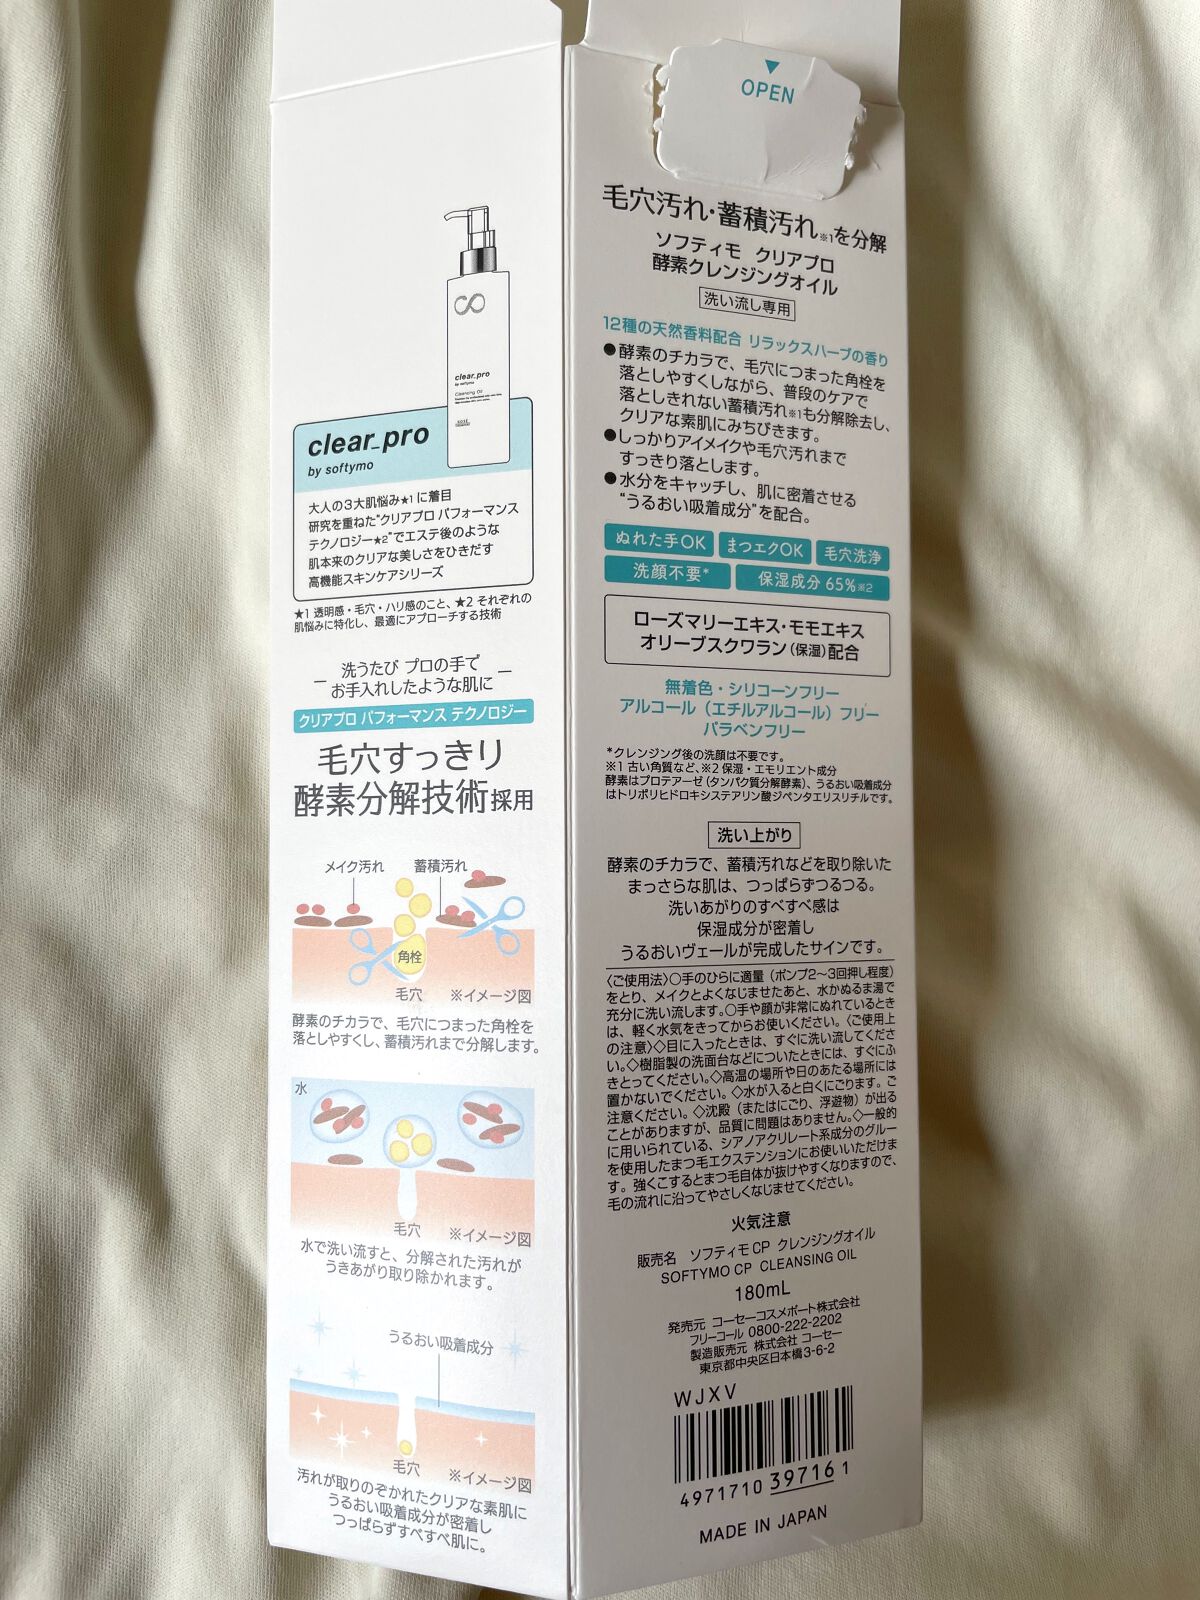 clear_pro
by softymo
Cleansing Oil
clear_pro
by softymo
大人の3大肌悩み★1に着目
研究を重ねた"クリアプロ パフォーマンス
テクノロジー★2"でエステ後のような
肌本来のクリアな美しさをひきだす
高機能スキンケアシリーズ
★1 透明感・毛穴・ハリ感のこと、★2 それぞれの
肌悩みに特化し、最適にアプローチする技術
洗うたび プロの手で
お手入れしたような肌に
クリアプロ パフォーマンス テクノロジー
毛穴すっきり
酵素分解技術採用
メイク汚れ 蓄積汚れ
角栓
毛穴 ※イメージ図
酵素のチカラで、毛穴につまった角栓を
落としやすくし、蓄積汚れまで分解します。
水
毛穴 ※イメージ図
水で洗い流すと、分解された汚れが
うきあがり取り除かれます。
うるおい吸着成分
毛穴 ※イメージ図
汚れが取りのぞかれたクリアな素肌に
うるおい吸着成分が密着し
つっぱらずすべすべ肌に。
OPEN
毛穴汚れ・蓄積汚れ※1を分解
ソフティモ クリアプロ
酵素クレンジングオイル
洗い流し専用
12種の天然香料配合 リラックスハーブの香り
●酵素のチカラで、毛穴につまった角栓を
落としやすくしながら、普段のケアで
落としきれない蓄積汚れ※1も分解除去し、
クリアな素肌にみちびきます。
●しっかりアイメイクや毛穴汚れまで
すっきり落とします。
●水分をキャッチし、肌に密着させる
"うるおい吸着成分"を配合。
ぬれた手OK まつエクOK 毛穴洗浄
洗顔不要* 保湿成分 65%※2
ローズマリーエキス・モモエキス
オリーブスクワラン(保湿)配合
無着色・シリコーンフリー
アルコール(エチルアルコール)フリー
パラベンフリー
*クレンジング後の洗顔は不要です。
※1 古い角質など、※2 保湿・エモリエント成分
酵素はプロテアーゼ(タンパク質分解酵素)、うるおい吸着成分
はトリポリヒドロキシステアリン酸ジペンタエリスリチルです。
洗い上がり
酵素のチカラで、蓄積汚れなどを取り除いた
まっさらな肌は、つっぱらずつるつる。
洗いあがりのすべすべ感は
保湿成分が密着し
うるおいヴェールが完成したサインです。
〈ご使用法〉○手のひらに適量(ポンプ2〜3回押し程度)
をとり、メイクとよくなじませたあと、水かぬるま湯で
充分に洗い流します。○手や顔が非常にぬれているとき
は、軽く水気をきってからお使いください。〈ご使用上
の注意〉◇目に入ったときは、すぐに洗い流してくださ
い。◇樹脂製の洗面台などについたときには、すぐにふ
きとってください。◇高温の場所や日のあたる場所には
置かないでください。◇水が入ると白くにごります。ご
注意ください。◇沈殿(またはにごり、浮遊物)が出る
ことがありますが、品質に問題はありません。◇一般的
に用いられている、シアノアクリレート系成分のグルー
を使用したまつ毛エクステンションにお使いいただけま
す。強くこするとまつ毛自体が抜けやすくなりますので、
毛の流れに沿ってやさしくなじませてください。
火気注意
販売名 ソフティモ CP クレンジングオイル
SOFTYMO CP CLEANSING OIL
180mL
発売元 コーセーコスメポート株式会社
フリーコール 0800-222-2202
製造販売元 株式会社 コーセー
東京都中央区日本橋3-6-2
WJXV
4971710 397161
MADE IN JAPAN